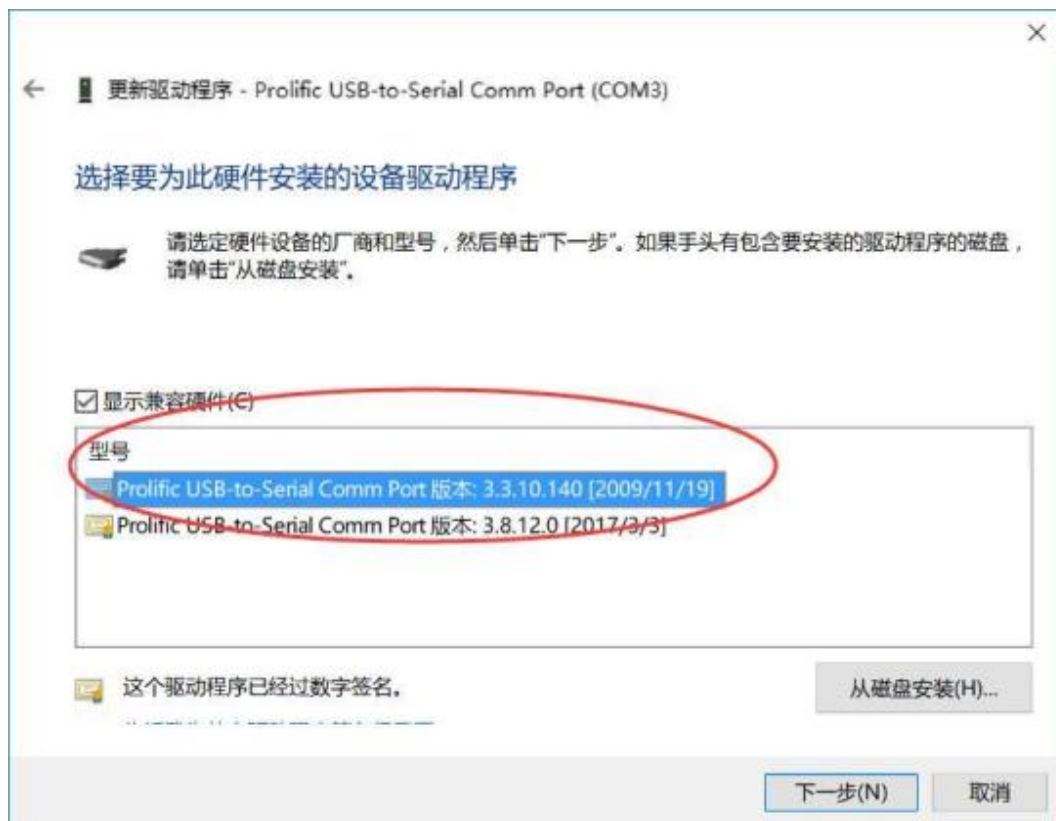 更新驱动程序 - Prolific USB-to-Serial Comm Port (COM3)
选择要为此硬件安装的设备驱动程序
请选定硬件设备的厂商和型号，然后单击"下一步"。如果手头有包含要安装的驱动程序的磁盘，
请单击"从磁盘安装"。
显示兼容硬件(C)
型号
Prolific USB-to-Serial Comm Port 版本: 3.3.10.140 [2009/11/19]
Prolific USB-to-Serial Comm Port 版本: 3.8.12.0 [2017/3/3]
这个驱动程序已经过数字签名。
从磁盘安装(H)...
下一步(N)
取消